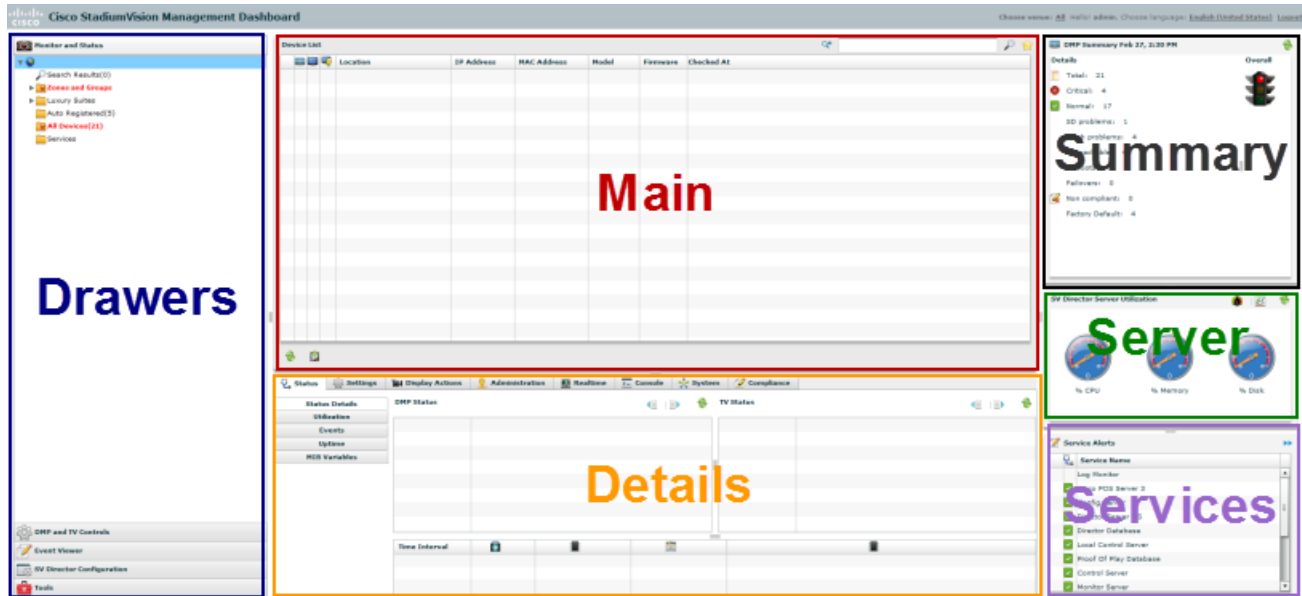 cisco Cisco StadiumVision Management Dashboard
Choose venue: All Hello! admin. Choose language: English (United States) Logout
Monitor and Status
Search Results(0)
Zones and Groups
Luxury Suites
Auto Registered(5)
All Devices(21)
Services
Drawers
DMP and TV Controls
Event Viewer
SV Director Configuration
Tools
Device List
Location IP Address MAC Address Model Firmware Checked At
Main
Status Settings Display Actions Administration Realtime Console System Compliance
Status Details
Utilization
Events
Uptime
MIB Variables
DMP Status
TV Status
Details
Time Interval
DMP Summary Feb 27, 2:30 PM
Details Overall
Total: 21
Critical: 4
Normal: 17
SD problems: 1
problems: 4
Summary
Failovers: 0
Non compliant: 0
Factory Default: 4
SV Director Server Utilization
Server
% CPU % Memory % Disk
Service Alerts
Service Name
Log Monitor
POS Server 3
Services
Director Database
Local Control Server
Proof Of Play Database
Control Server
Monitor Server